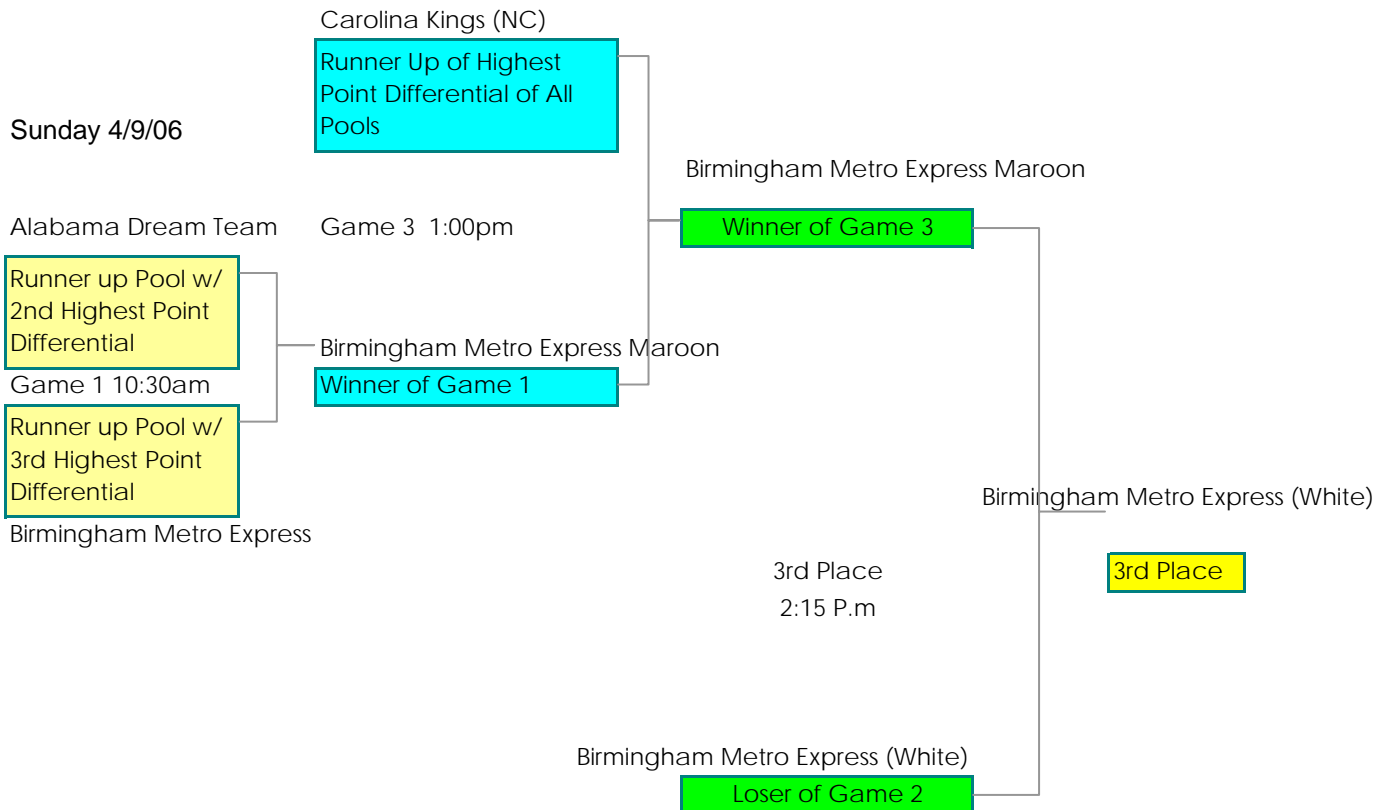 Carolina Kings (NC)
Runner Up of Highest
Point Differential of All
Pools
Sunday 4/9/06
Birmingham Metro Express Maroon
Alabama Dream Team
Game 3  1:00pm
Winner of Game 3
Runner up Pool w/
2nd Highest Point
Differential
Birmingham Metro Express Maroon
Game 1 10:30am
Winner of Game 1
Runner up Pool w/
3rd Highest Point
Differential
Birmingham Metro Express
Birmingham Metro Express (White)
3rd Place
2:15 P.m
3rd Place
Birmingham Metro Express (White)
Loser of Game 2